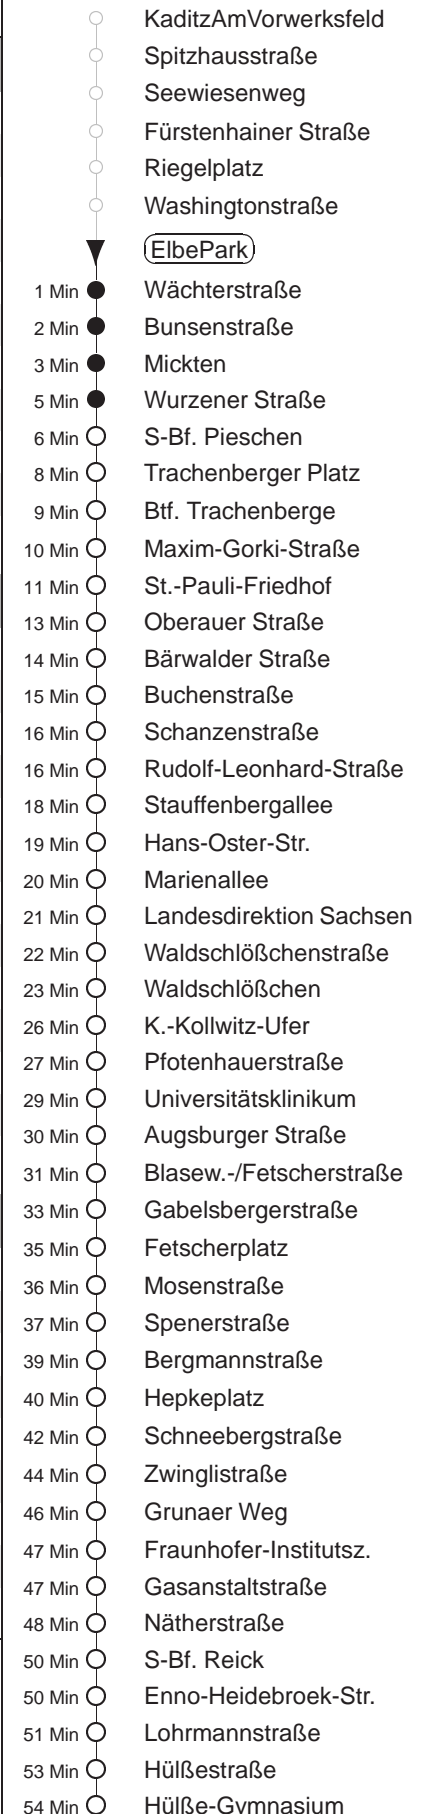 KaditzAmVorwerksfeld
Spitzhausstraße
Seewiesenweg
Fürstenhainer Straße
Riegelplatz
Washingtonstraße
ElbePark
1 Min Wächterstraße
2 Min Bunsenstraße
3 Min Mickten
5 Min Wurzener Straße
6 Min S-Bf. Pieschen
8 Min Trachenberger Platz
9 Min Btf. Trachenberge
10 Min Maxim-Gorki-Straße
11 Min St.-Pauli-Friedhof
13 Min Oberauer Straße
14 Min Bärwalder Straße
15 Min Buchenstraße
16 Min Schanzenstraße
16 Min Rudolf-Leonhard-Straße
18 Min Stauffenbergallee
19 Min Hans-Oster-Str.
20 Min Marienallee
21 Min Landesdirektion Sachsen
22 Min Waldschlößchenstraße
23 Min Waldschlößchen
26 Min K.-Kollwitz-Ufer
27 Min Pfotenhauerstraße
29 Min Universitätsklinikum
30 Min Augsburger Straße
31 Min Blasew.-/Fetscherstraße
33 Min Gabelsbergerstraße
35 Min Fetscherplatz
36 Min Mosenstraße
37 Min Spenerstraße
39 Min Bergmannstraße
40 Min Hepkeplatz
42 Min Schneebergstraße
44 Min Zwinglistraße
46 Min Grunaer Weg
47 Min Fraunhofer-Institutsz.
47 Min Gasanstaltstraße
48 Min Nätherstraße
50 Min S-Bf. Reick
50 Min Enno-Heidebroek-Str.
51 Min Lohrmannstraße
53 Min Hülßestraße
54 Min Hülße-Gymnasium